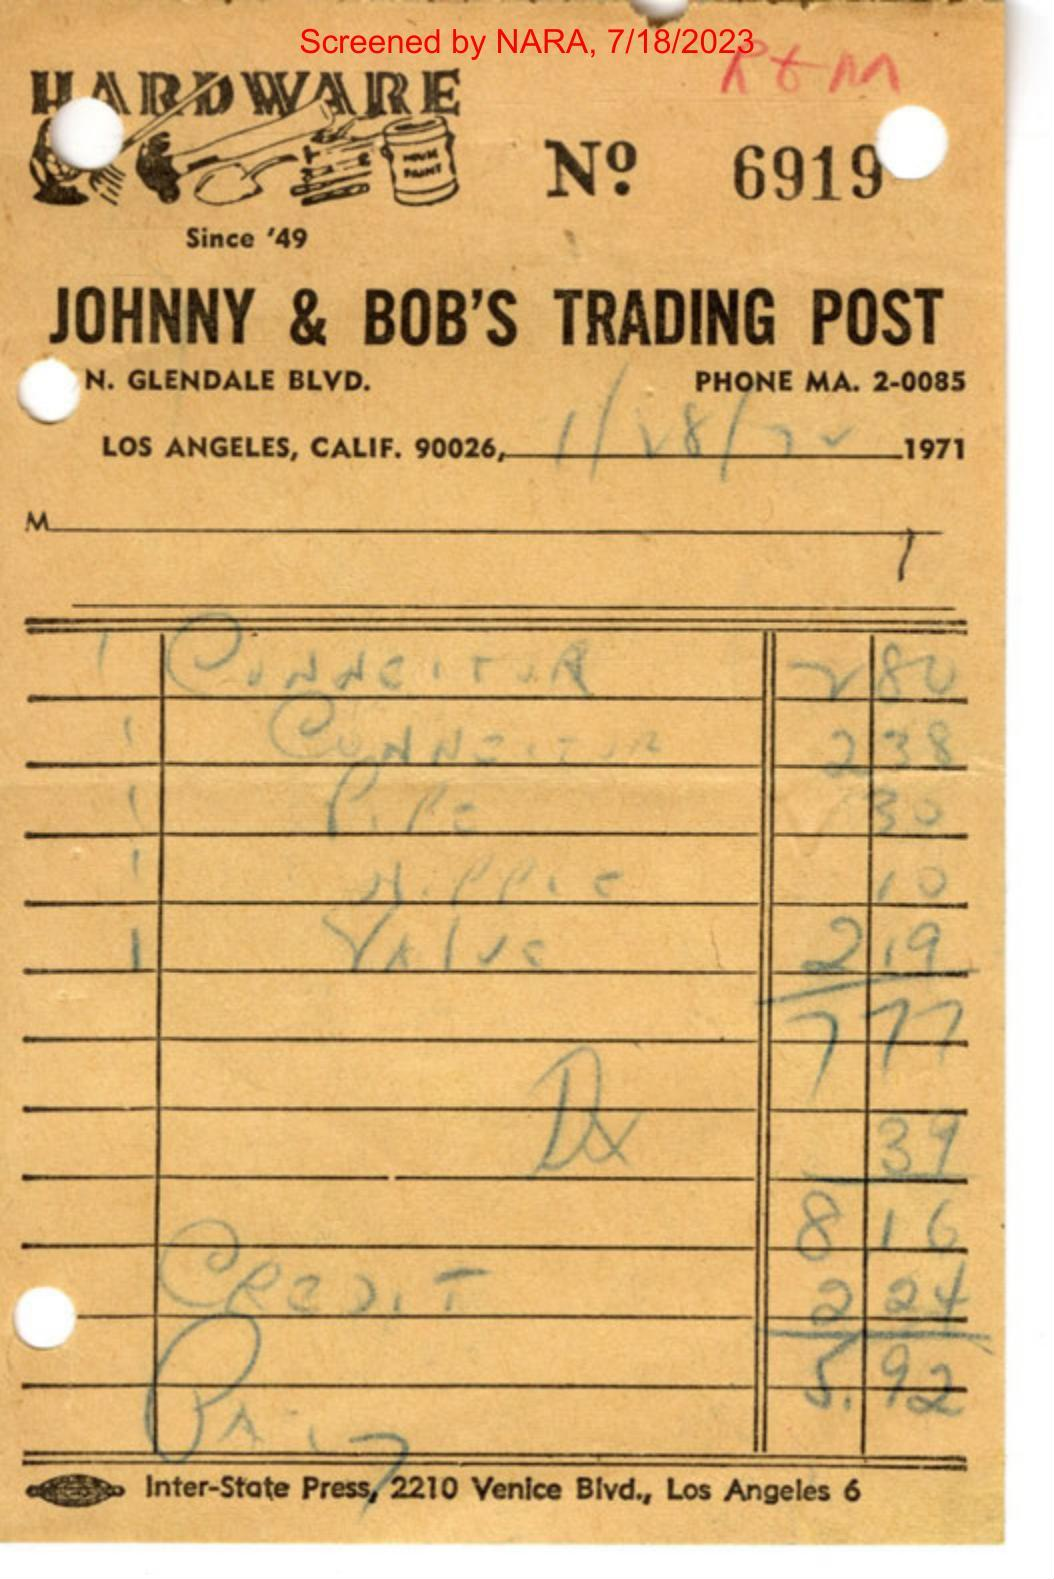 Screened by NARA, 7/18/2023
R & M
HARDWARE
HOUSE PAINT
Nº 6919
Since '49
JOHNNY & BOB'S TRADING POST
N. GLENDALE BLVD. PHONE MA. 2-0085
LOS ANGELES, CALIF. 90026, 1/28/72 1971
M
1
1 Connector 2 80
1 Connector 2 38
1 Pipe 30
1 Nipple 10
1 Valve 2 19
7 77
39
8 16
Credit 2 24
5.92
Paid
Inter-State Press, 2210 Venice Blvd., Los Angeles 6